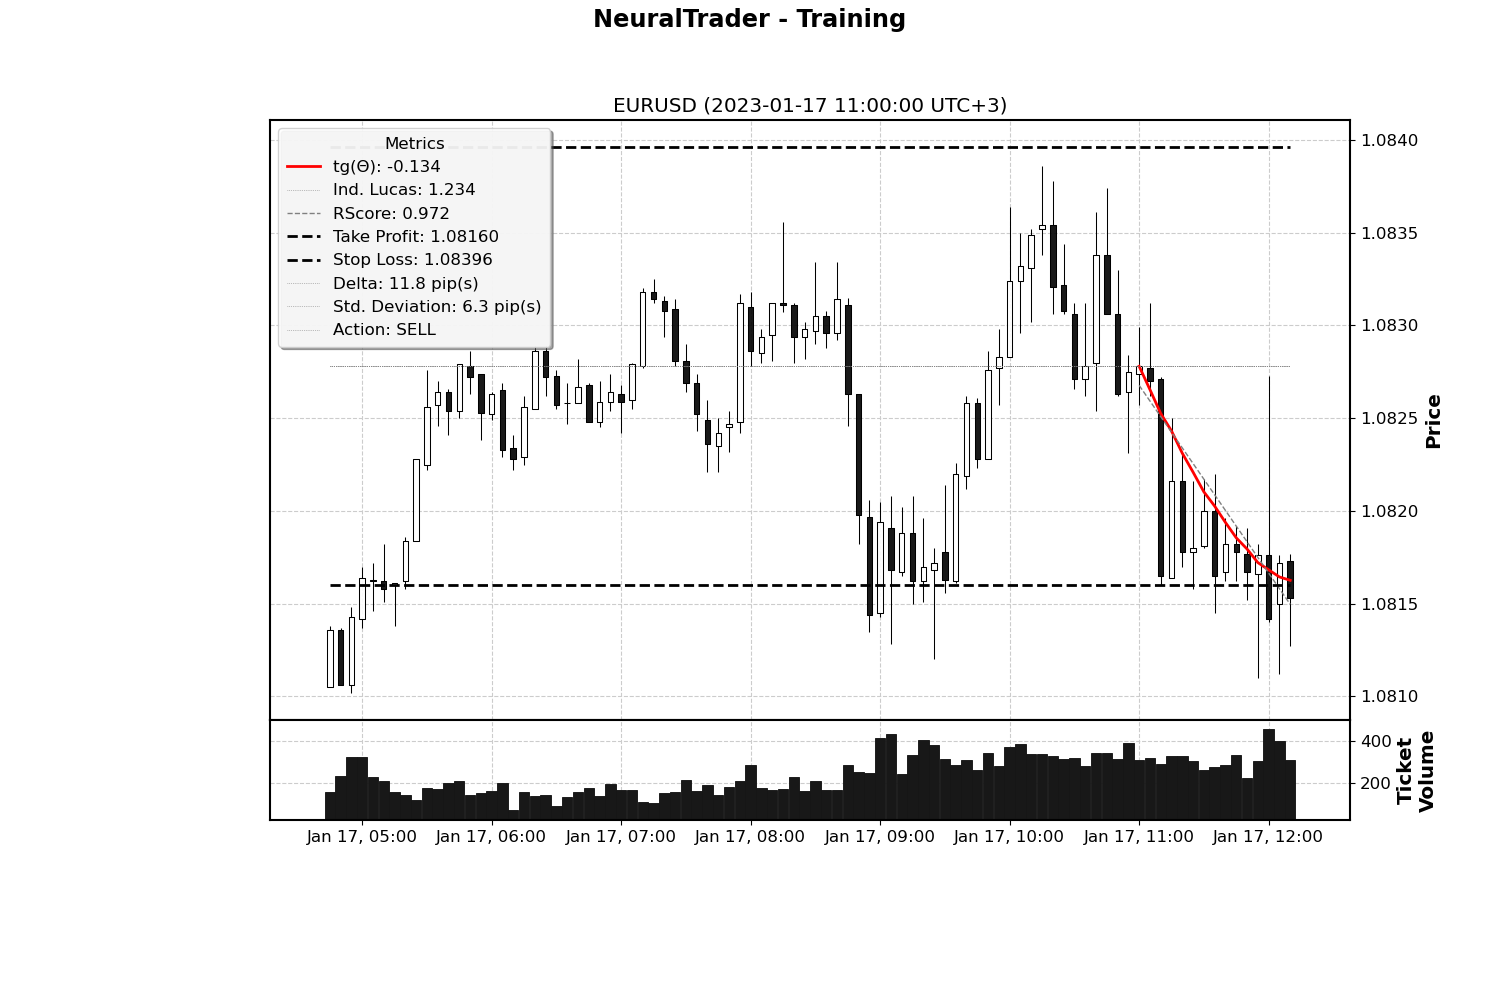 NeuralTrader - Training
EURUSD (2023-01-17 11:00:00 UTC+3)
Metrics
tg(Θ): -0.134
Ind. Lucas: 1.234
RScore: 0.972
Take Profit: 1.08160
Stop Loss: 1.08396
Delta: 11.8 pip(s)
Std. Deviation: 6.3 pip(s)
Action: SELL
1.0840
1.0835
1.0830
1.0825
1.0820
1.0815
1.0810
Price
400
200
Ticket
Volume
Jan 17, 05:00 Jan 17, 06:00 Jan 17, 07:00 Jan 17, 08:00 Jan 17, 09:00 Jan 17, 10:00 Jan 17, 11:00 Jan 17, 12:00